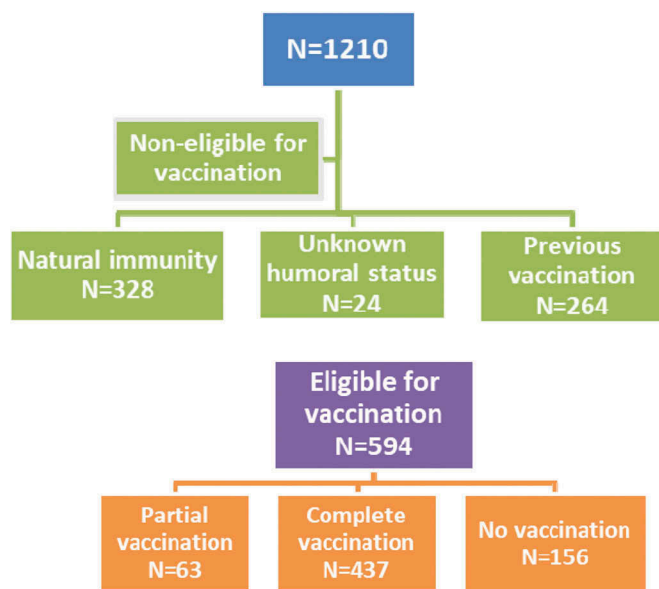 N=1210
Non-eligible for
vaccination
Natural immunity
N=328
Unknown
humoral status
N=24
Previous
vaccination
N=264
Eligible for
vaccination
N=594
Partial
vaccination
N=63
Complete
vaccination
N=437
No vaccination
N=156